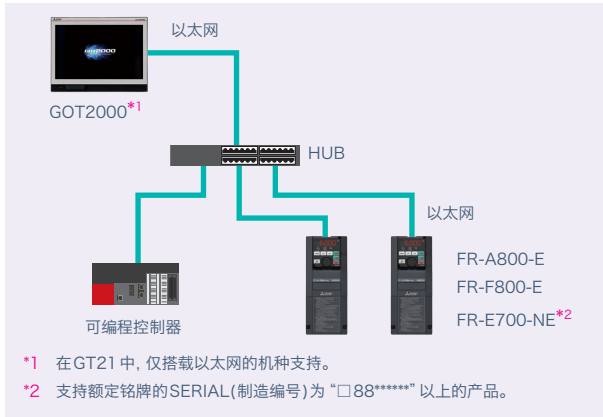 以太网
GOT2000
GOT2000*1
HUB
以太网
FR-A800-E
FR-F800-E
FR-E700-NE*2
可编程控制器
*1 在GT21中, 仅搭载以太网的机种支持。
*2 支持额定铭牌的SERIAL(制造编号)为“□88******”以上的产品。